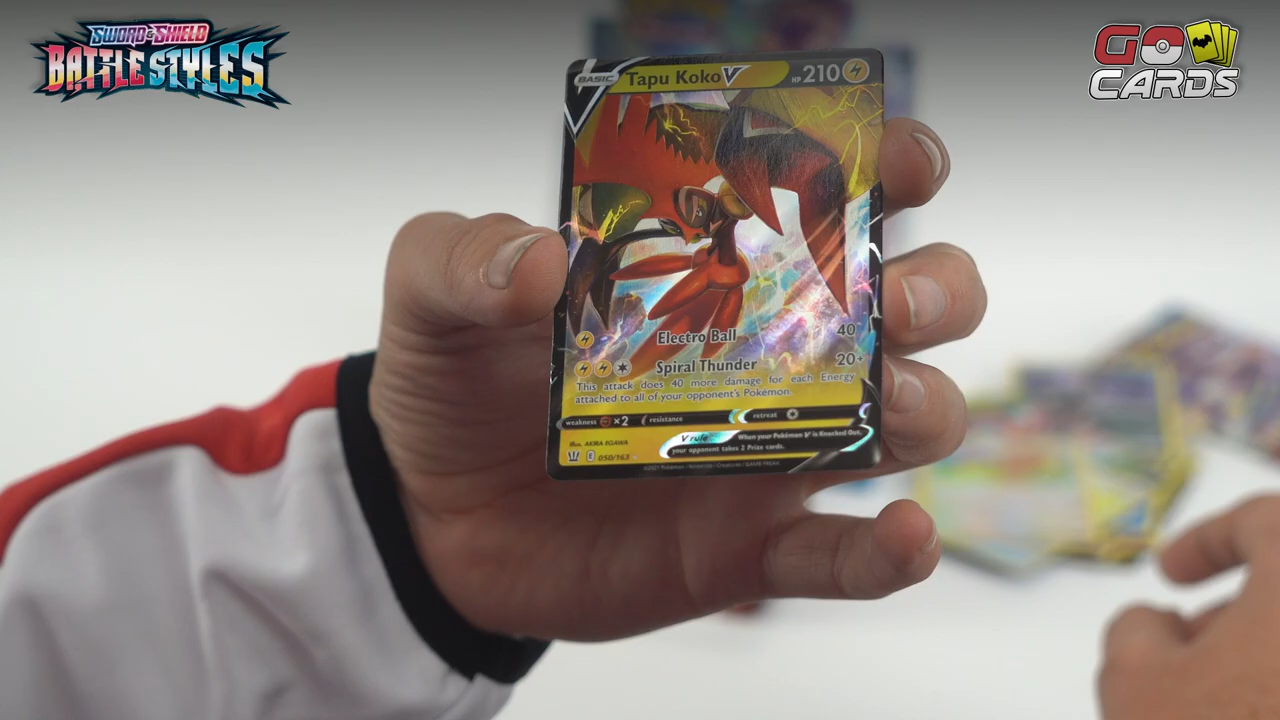 SWORD & SHIELD
BATTLE STYLES
GO
CARDS
BASIC Tapu Koko V HP 210
Electro Ball 40
Spiral Thunder 20+
This attack does 40 more damage for each Energy
attached to all of your opponent's Pokémon.
weakness ×2 resistance retreat
V rule When your Pokémon V is Knocked Out,
your opponent takes 2 Prize cards.
Illus. AKIRA EGAWA
E 050/163
©2021 Pokémon / Nintendo / Creatures / GAME FREAK